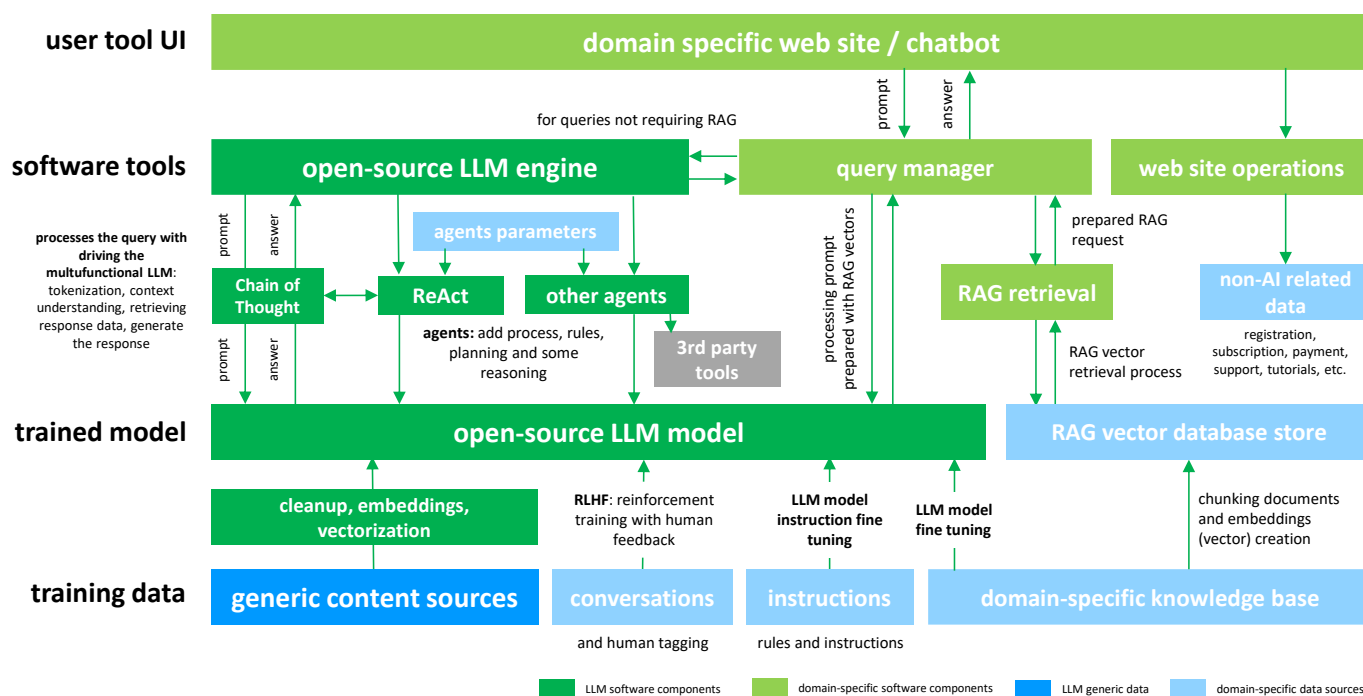 user tool UI
domain specific web site / chatbot
prompt
answer
for queries not requiring RAG
software tools
open-source LLM engine
query manager
web site operations
processes the query with
driving the
multufunctional LLM:
tokenization, context
understanding, retrieving
response data, generate
the response
prompt
answer
agents parameters
Chain of
Thought
ReAct
other agents
agents: add process, rules,
planning and some
reasoning
3rd party
tools
prompt
answer
processing prompt
prepared with RAG vectors
prepared RAG
request
RAG retrieval
RAG vector
retrieval process
non-AI related
data
registration,
subscription, payment,
support, tutorials, etc.
trained model
open-source LLM model
RAG vector database store
cleanup, embeddings,
vectorization
RLHF: reinforcement
training with human
feedback
LLM model
instruction fine
tuning
LLM model
fine tuning
chunking documents
and embeddings
(vector) creation
training data
generic content sources
conversations
instructions
domain-specific knowledge base
and human tagging
rules and instructions
LLM software components
domain-specific software components
LLM generic data
domain-specific data sources